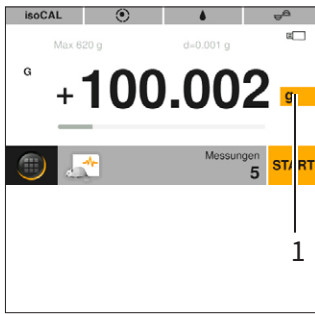 isoCAL
Max 620 g d=0.001 g
G
+100.002 g
Messungen
5
START
1